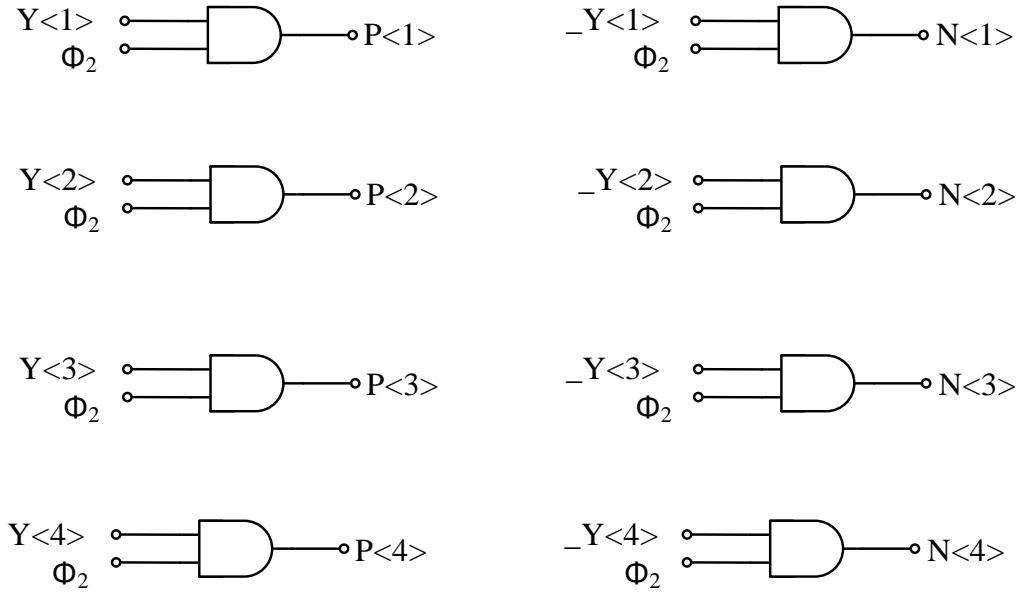 Y<1> P<1> _Y<1> N<1>
Φ₂ Φ₂
Y<2> P<2> _Y<2> N<2>
Φ₂ Φ₂
Y<3> P<3> _Y<3> N<3>
Φ₂ Φ₂
Y<4> P<4> _Y<4> N<4>
Φ₂ Φ₂